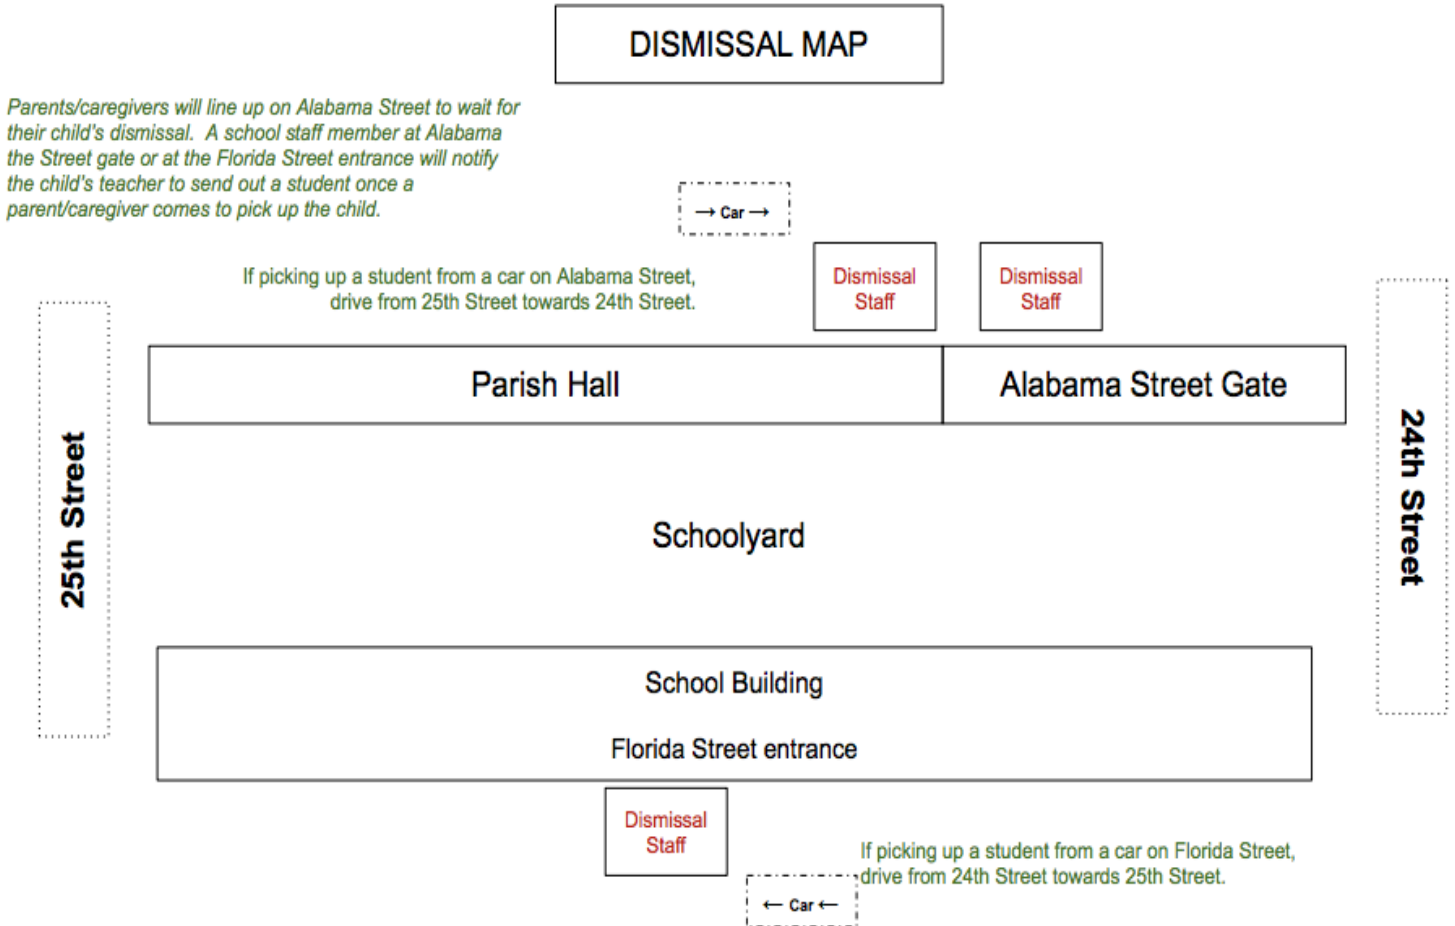 DISMISSAL MAP
Parents/caregivers will line up on Alabama Street to wait for
their child's dismissal. A school staff member at Alabama
the Street gate or at the Florida Street entrance will notify
the child's teacher to send out a student once a
parent/caregiver comes to pick up the child.
→ Car →
If picking up a student from a car on Alabama Street,
drive from 25th Street towards 24th Street.
Dismissal
Staff
Dismissal
Staff
25th Street
Parish Hall
Alabama Street Gate
24th Street
Schoolyard
School Building
Florida Street entrance
Dismissal
Staff
If picking up a student from a car on Florida Street,
drive from 24th Street towards 25th Street.
← Car ←